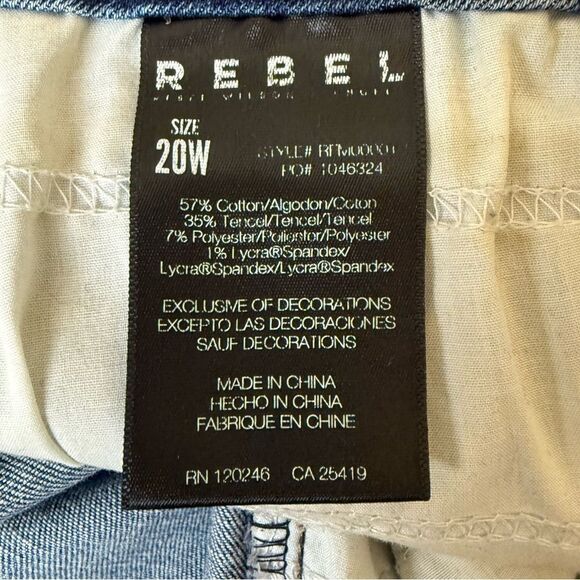 REBEL
SIZE
20W
STYLE#
PO# 1046324
57% Cotton/Algodon/Coton
35% Tencel/Tencel/Tencel
7% Polyester/Poliester/Polyester
1% Lycra®Spandex/
Lycra®Spandex/Lycra®Spandex
EXCLUSIVE OF DECORATIONS
EXCEPTO LAS DECORACIONES
SAUF DECORATIONS
MADE IN CHINA
HECHO IN CHINA
FABRIQUE EN CHINE
RN 120246 CA 25419